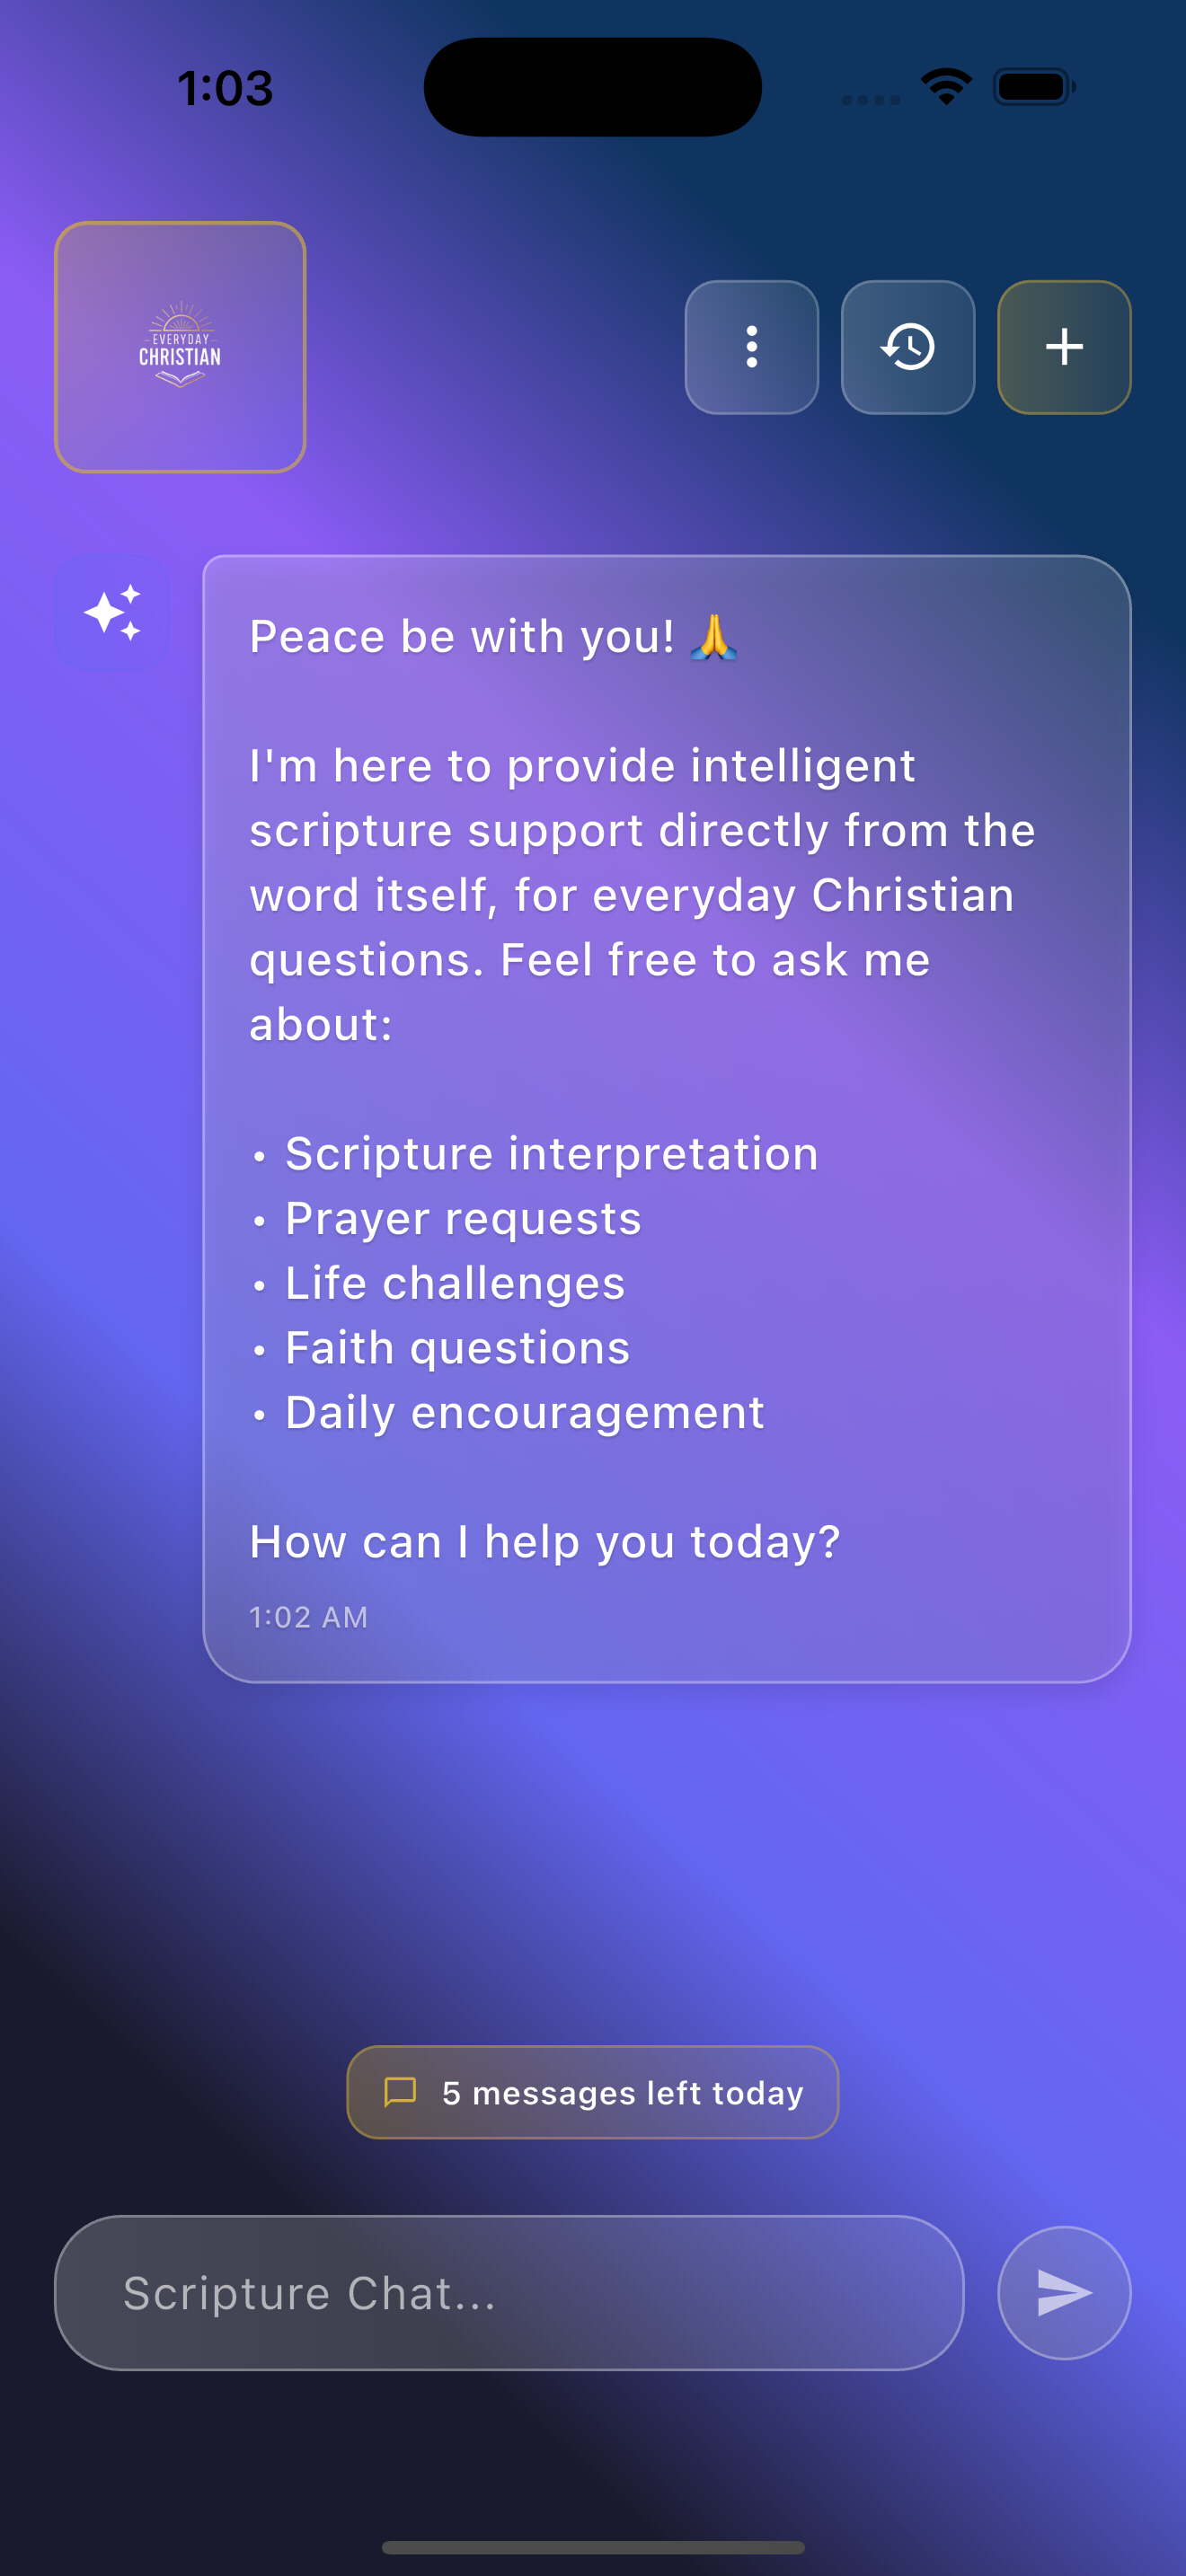 1:03
EVERYDAY
CHRISTIAN
Peace be with you! 🙏
I'm here to provide intelligent
scripture support directly from the
word itself, for everyday Christian
questions. Feel free to ask me
about:
• Scripture interpretation
• Prayer requests
• Life challenges
• Faith questions
• Daily encouragement
How can I help you today?
1:02 AM
5 messages left today
Scripture Chat...